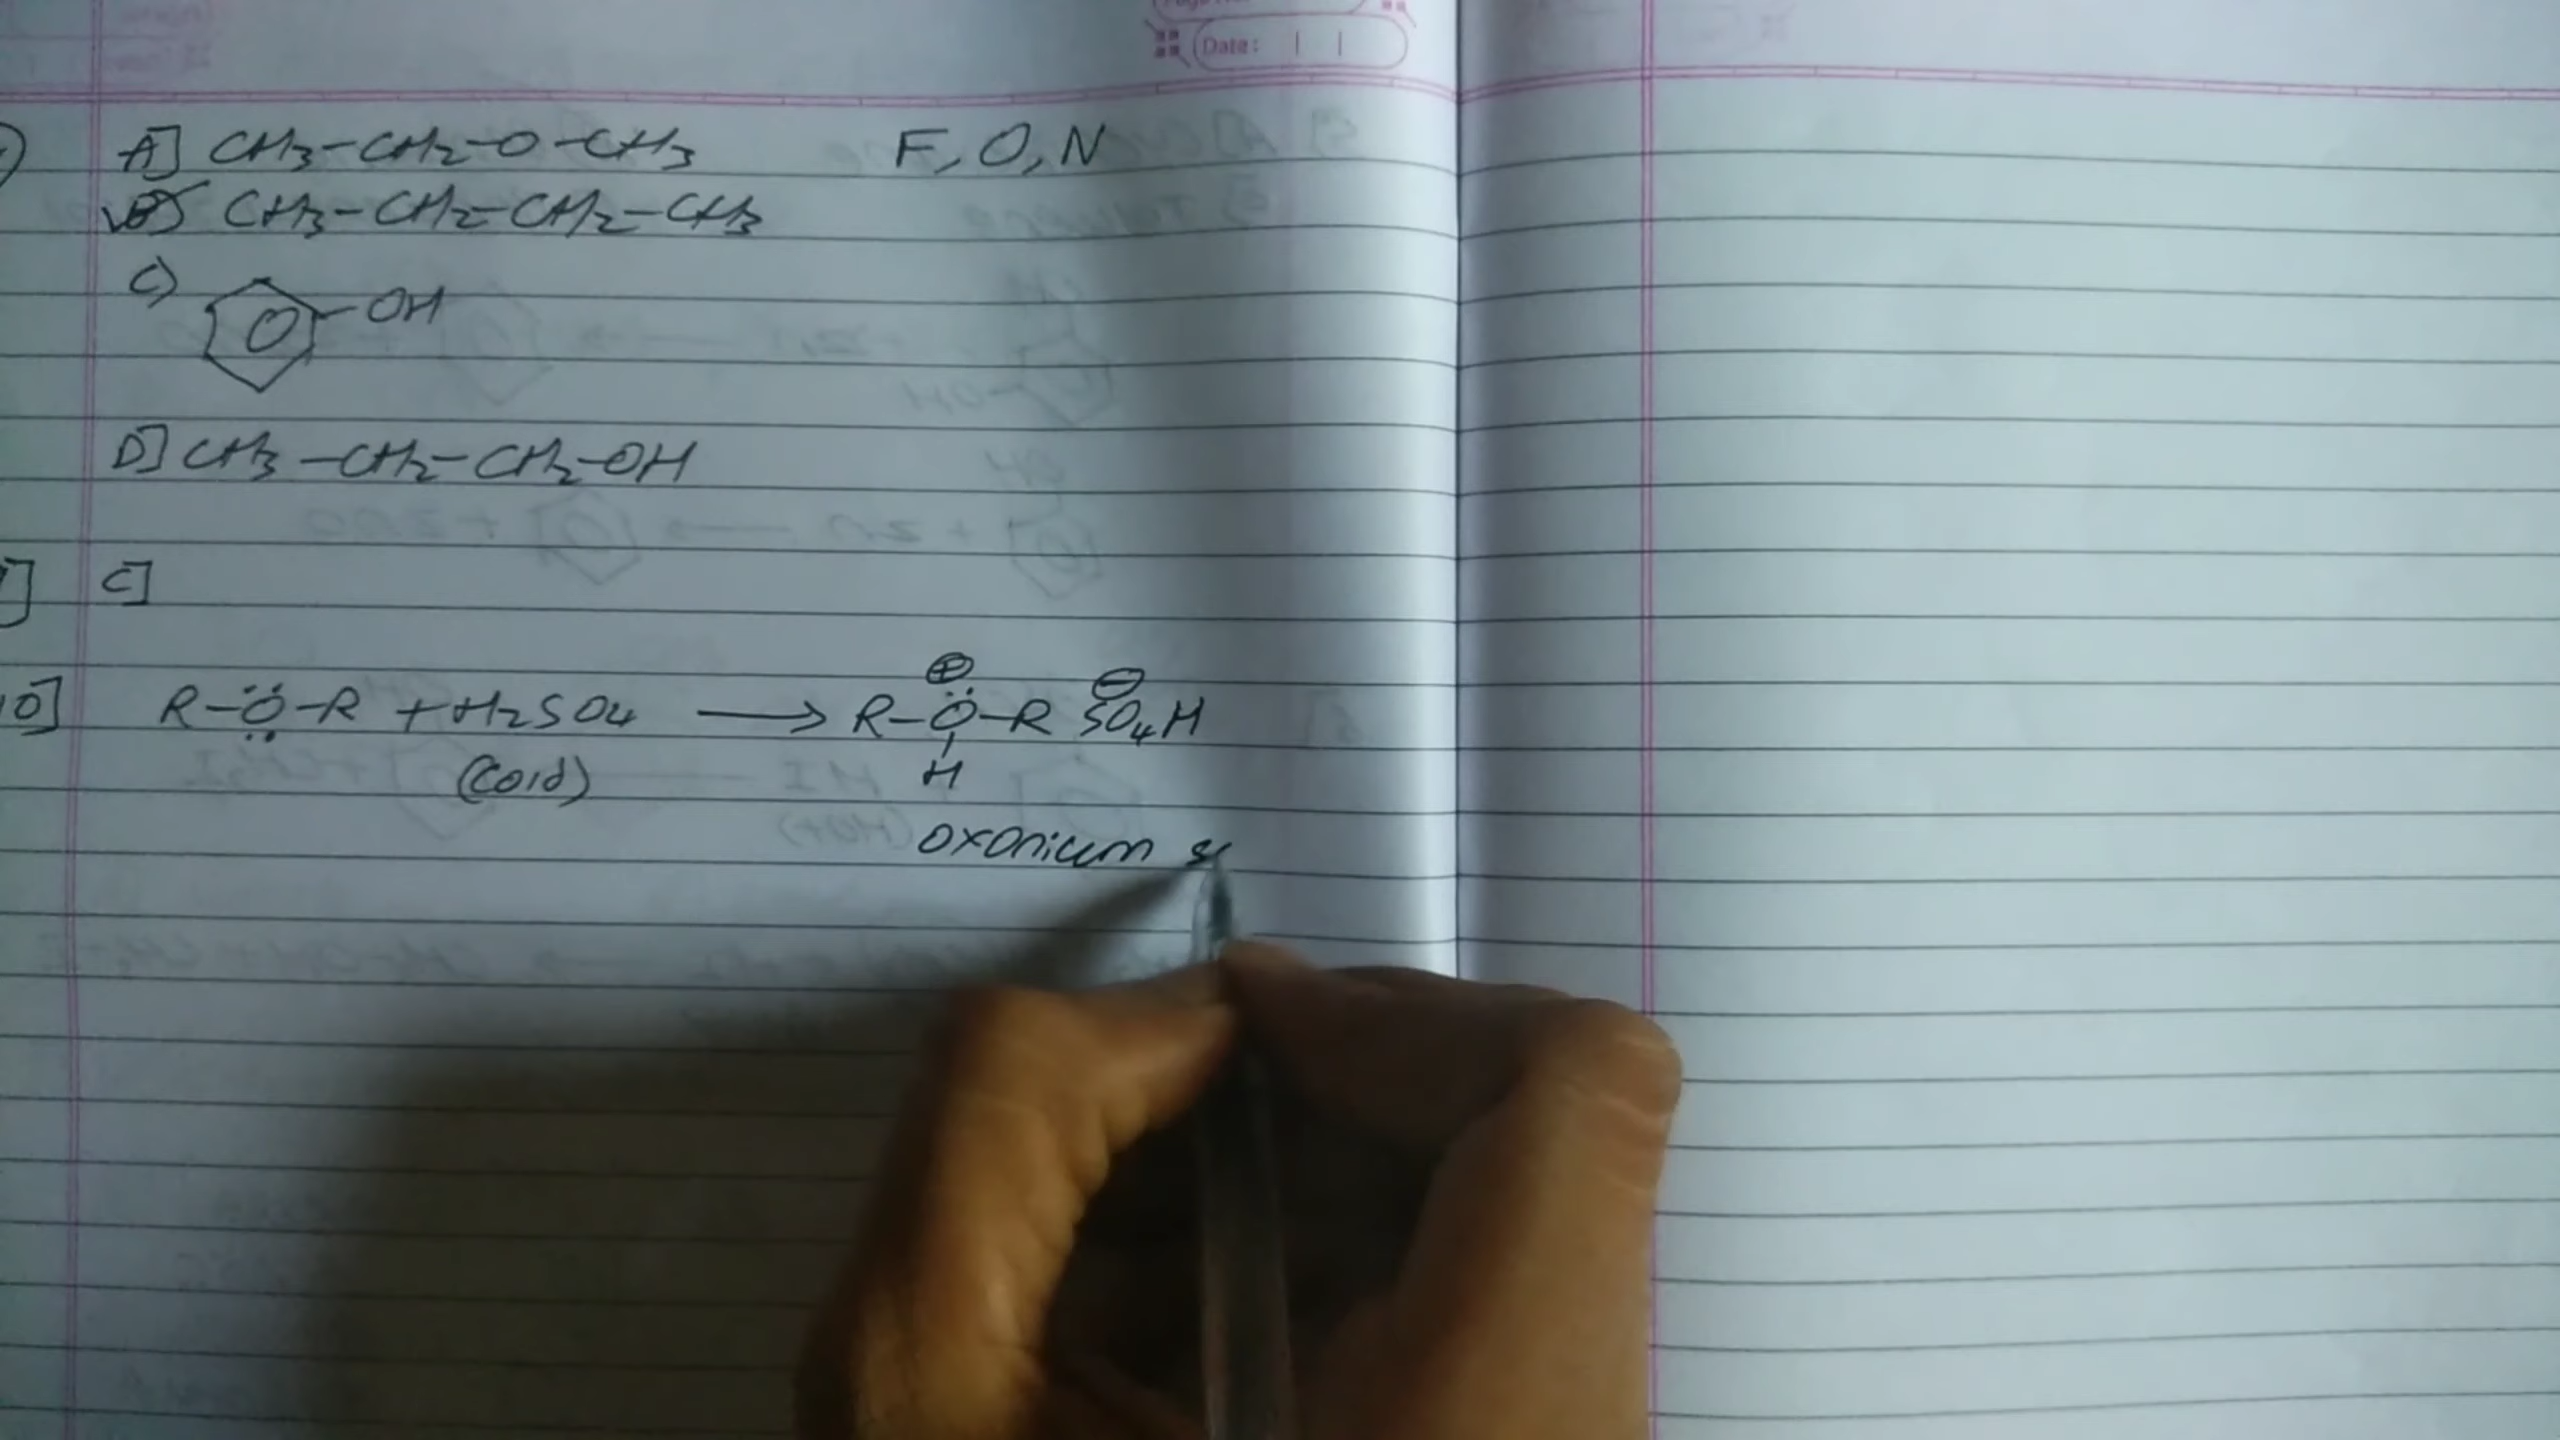 Date:
A] CH3-CH2-O-CH3 F, O, N
B] CH3-CH2-CH2-CH3
C) OH
D] CH3-CH2-CH2-OH
C]
10] R-O-R + H2SO4 → R-O-R SO4H
⊕ ⊖
(cold) H
oxonium